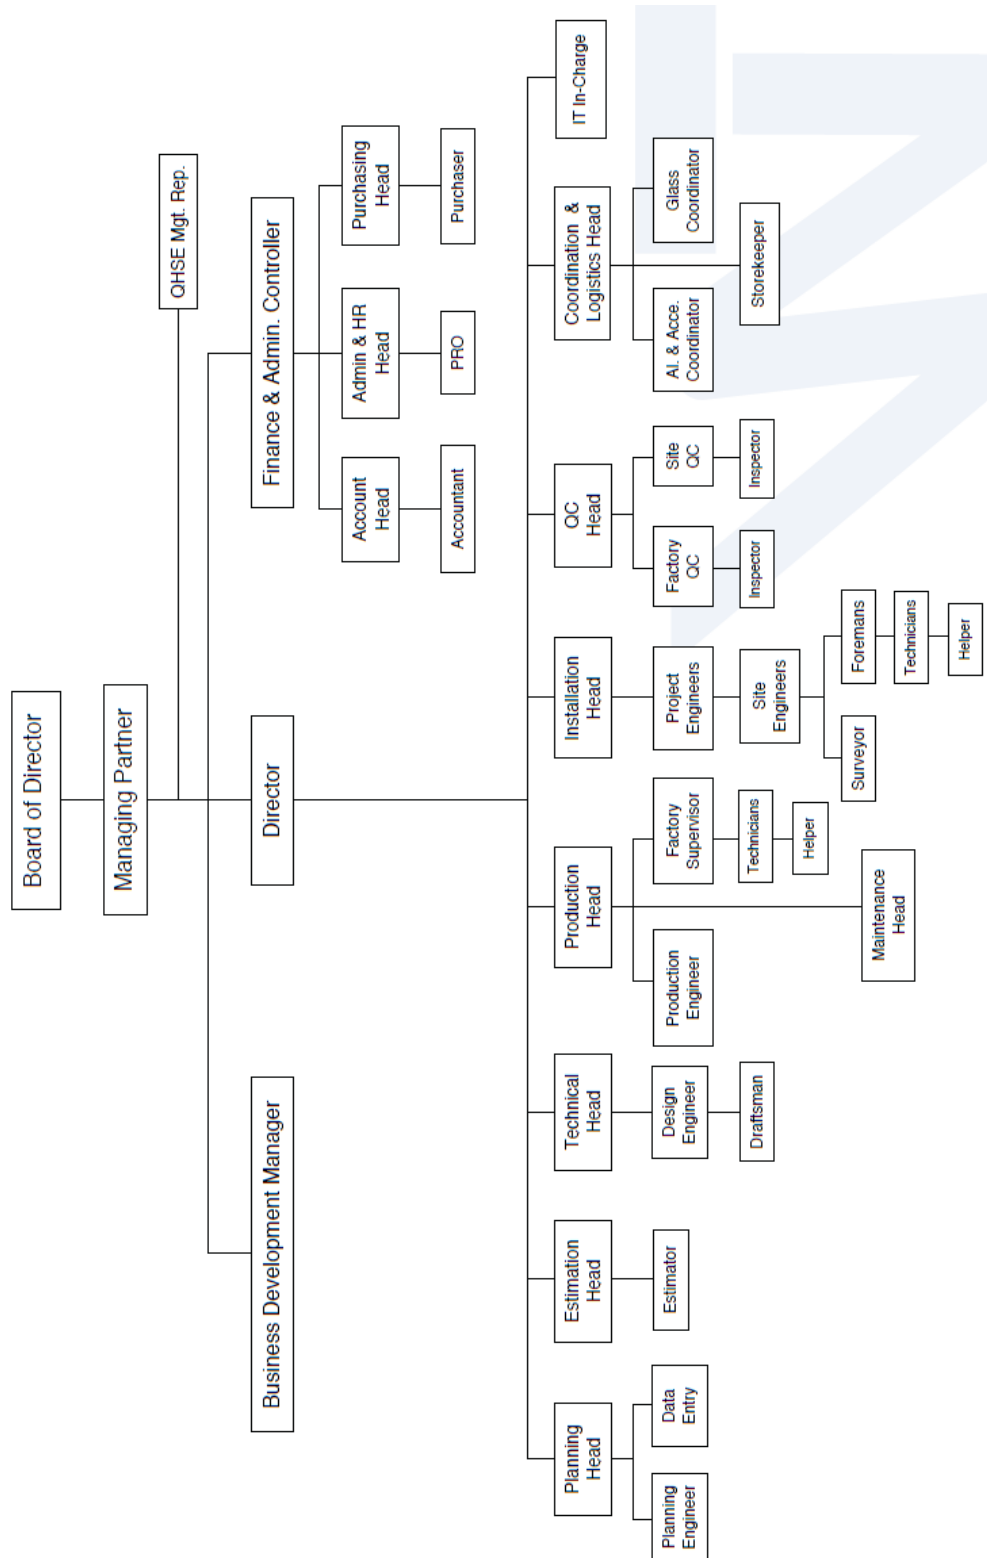 Board of Director
Managing Partner
QHSE Mgt. Rep.
Business Development Manager
Director
Finance & Admin. Controller
Account
Head
Admin & HR
Head
Purchasing
Head
Accountant
PRO
Purchaser
Planning
Head
Estimation
Head
Technical
Head
Production
Head
Installation
Head
QC
Head
Coordination &
Logistics Head
IT In-Charge
Planning
Engineer
Data
Entry
Estimator
Design
Engineer
Production
Engineer
Factory
Supervisor
Project
Engineers
Factory
QC
Site
QC
Al. & Acce.
Coordinator
Glass
Coordinator
Draftsman
Technicians
Site
Engineers
Inspector
Inspector
Storekeeper
Helper
Surveyor
Foremans
Maintenance
Head
Technicians
Helper